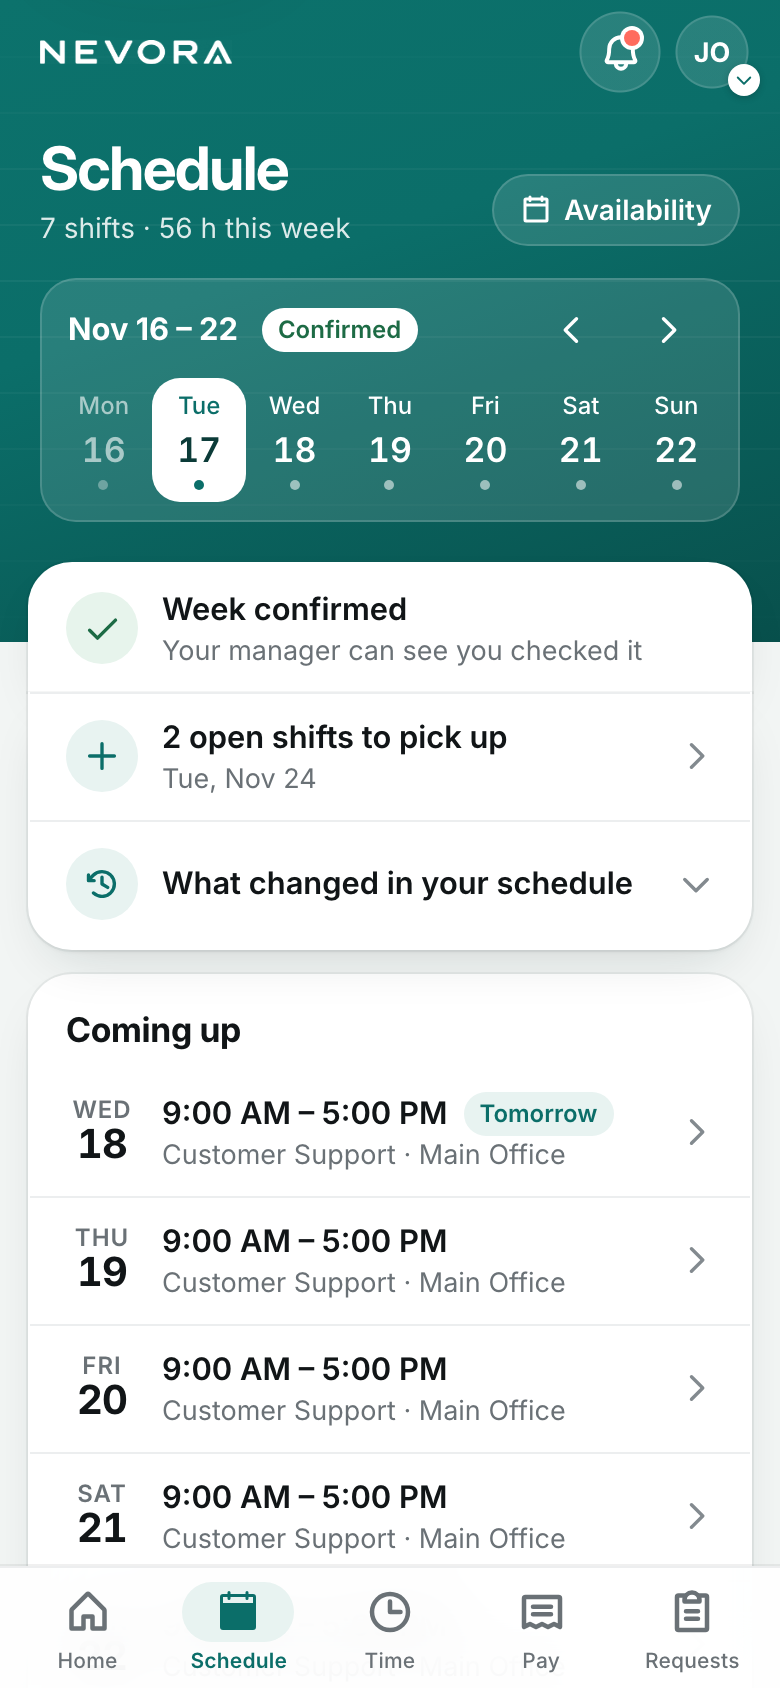 NEVORA
JO
Schedule
7 shifts · 56 h this week
Availability
Nov 16 – 22
Confirmed
Mon Tue Wed Thu Fri Sat Sun
16 17 18 19 20 21 22
Week confirmed
Your manager can see you checked it
2 open shifts to pick up
Tue, Nov 24
What changed in your schedule
Coming up
WED
18
9:00 AM – 5:00 PM
Tomorrow
Customer Support · Main Office
THU
19
9:00 AM – 5:00 PM
Customer Support · Main Office
FRI
20
9:00 AM – 5:00 PM
Customer Support · Main Office
SAT
21
9:00 AM – 5:00 PM
Customer Support · Main Office
Home
Schedule
Time
Pay
Requests